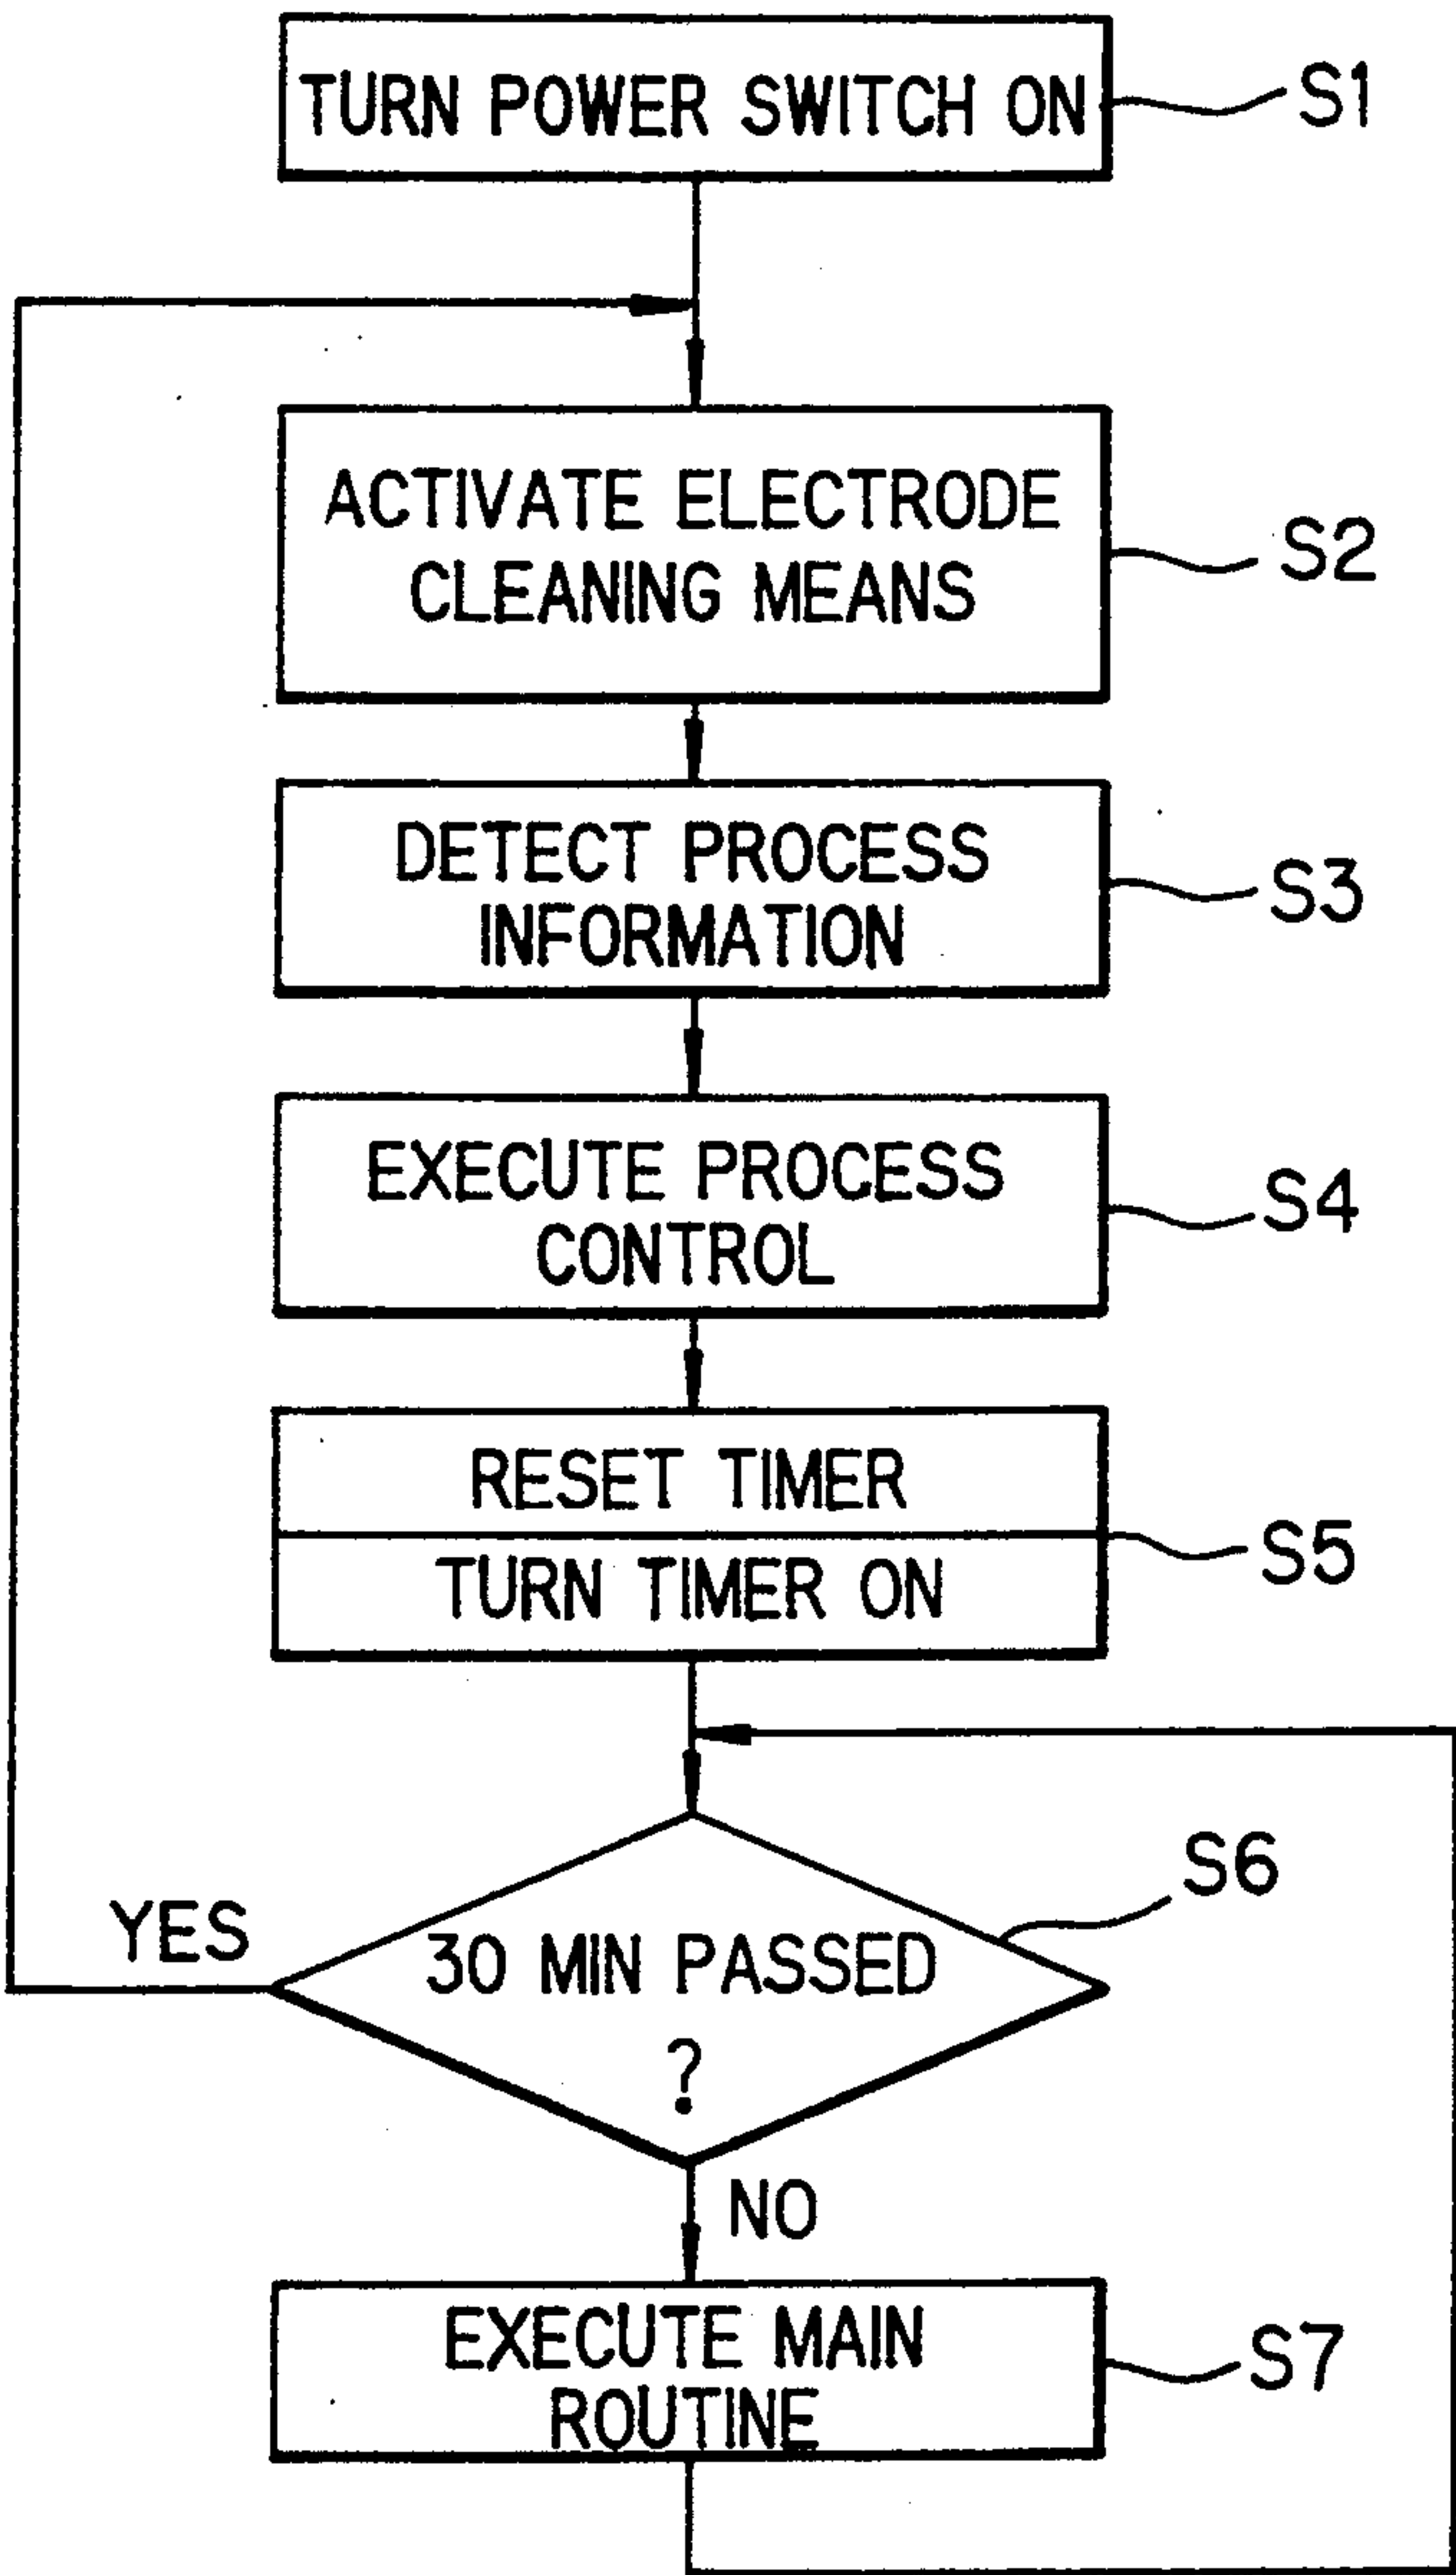 TURN POWER SWITCH ON
S1
ACTIVATE ELECTRODE
CLEANING MEANS
S2
DETECT PROCESS
INFORMATION
S3
EXECUTE PROCESS
CONTROL
S4
RESET TIMER
TURN TIMER ON
S5
S6
YES
30 MIN PASSED
?
NO
EXECUTE MAIN
ROUTINE
S7